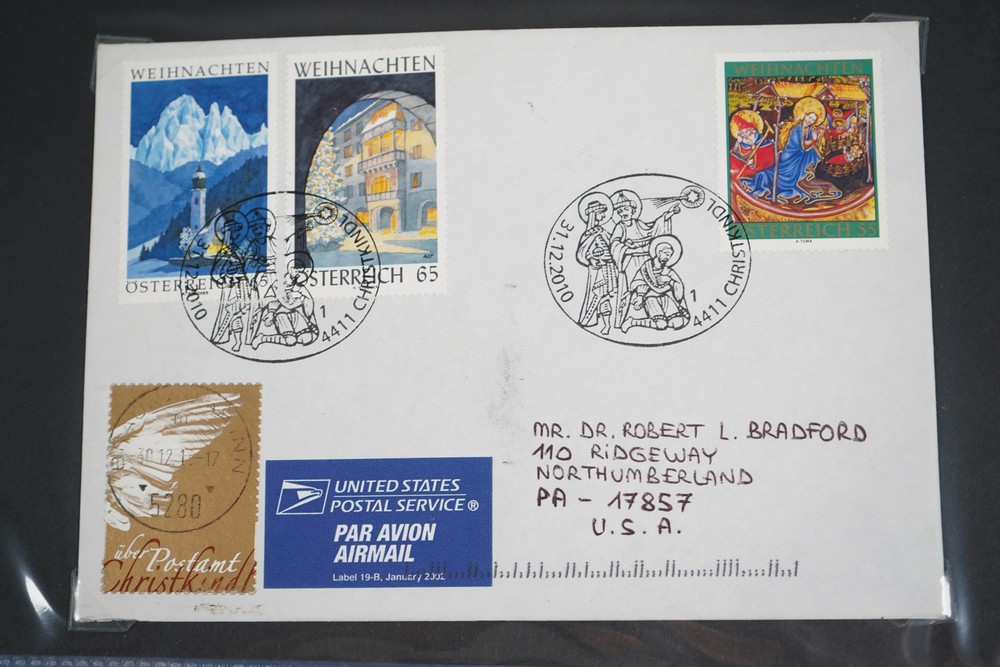 WEIHNACHTEN
ÖSTERREICH 65
WEIHNACHTEN
ÖSTERREICH 65
WEIHNACHTEN
ÖSTERREICH 55
A. TUMA
31.12.2010
1
4411 CHRISTKINDL
31.12.2010
1
4411 CHRISTKINDL
5280
über Postamt
Christkindl
UNITED STATES
POSTAL SERVICE®
PAR AVION
AIRMAIL
Label 19-B, January 2002
MR. DR. ROBERT L. BRADFORD
110 RIDGEWAY
NORTHUMBERLAND
PA - 17857
U.S.A.